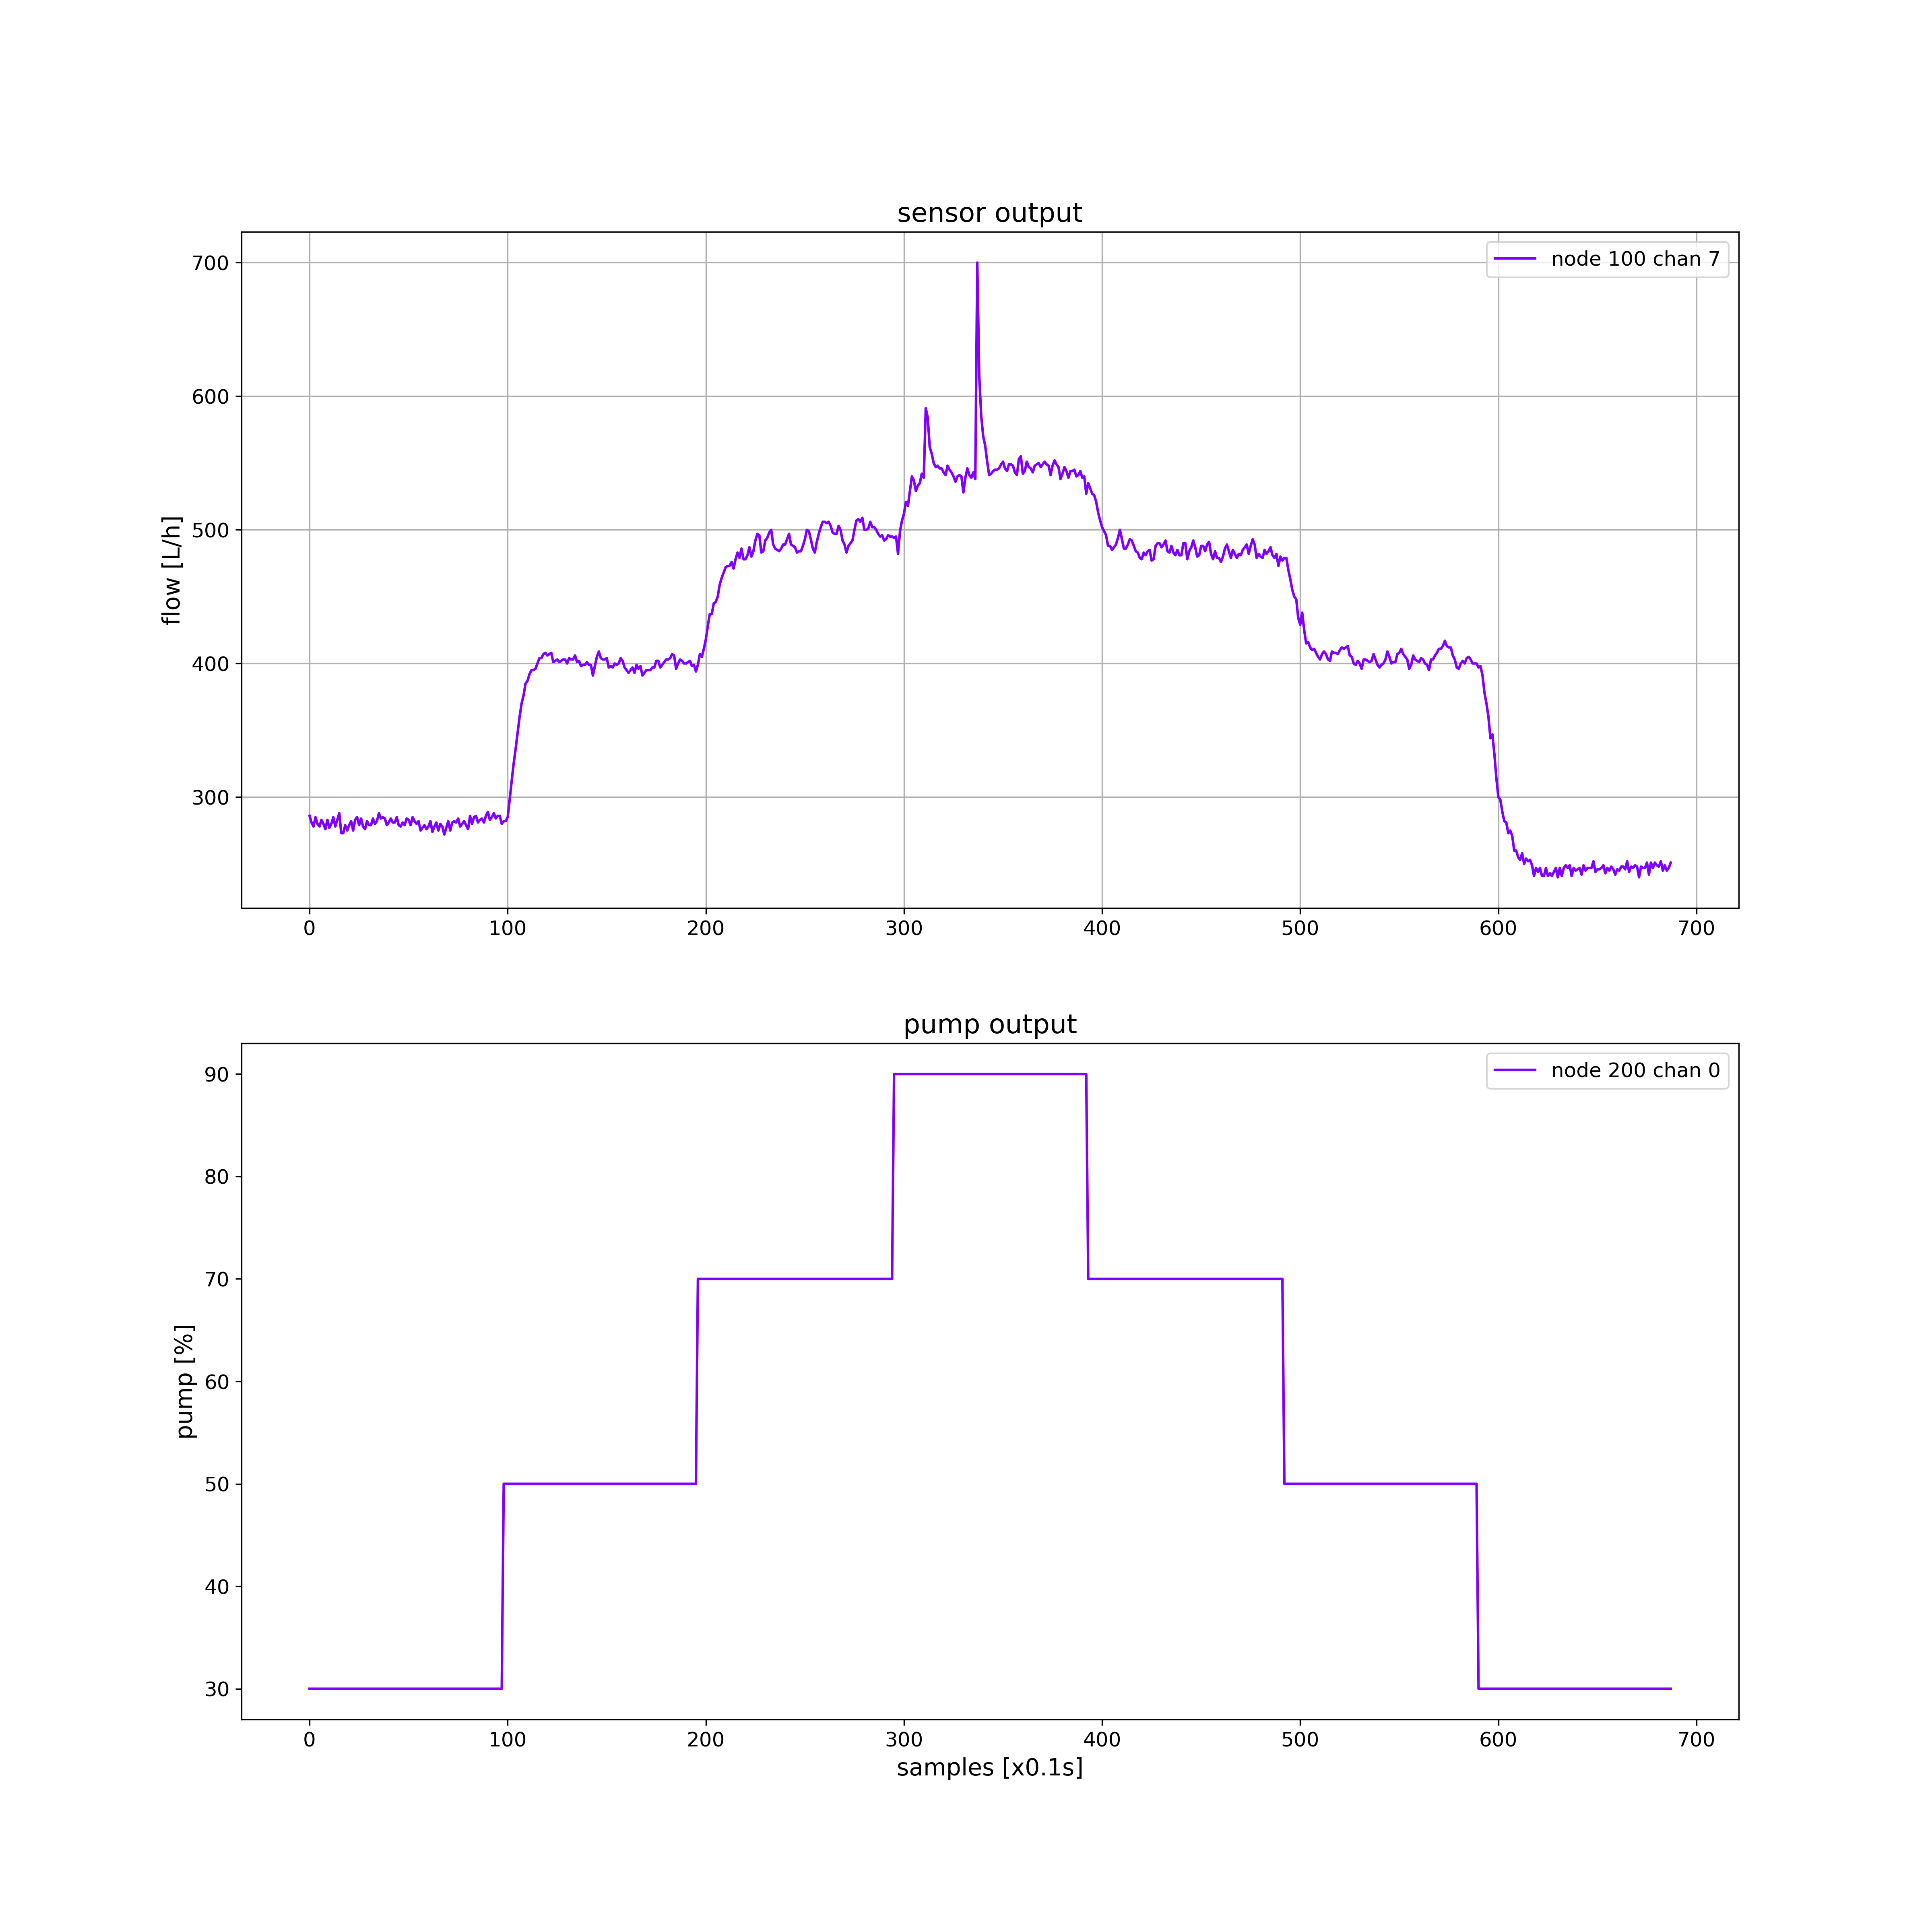 sensor output
node 100 chan 7
flow [L/h]
700
600
500
400
300
0 100 200 300 400 500 600 700
pump output
node 200 chan 0
pump [%]
90
80
70
60
50
40
30
0 100 200 300 400 500 600 700
samples [x0.1s]